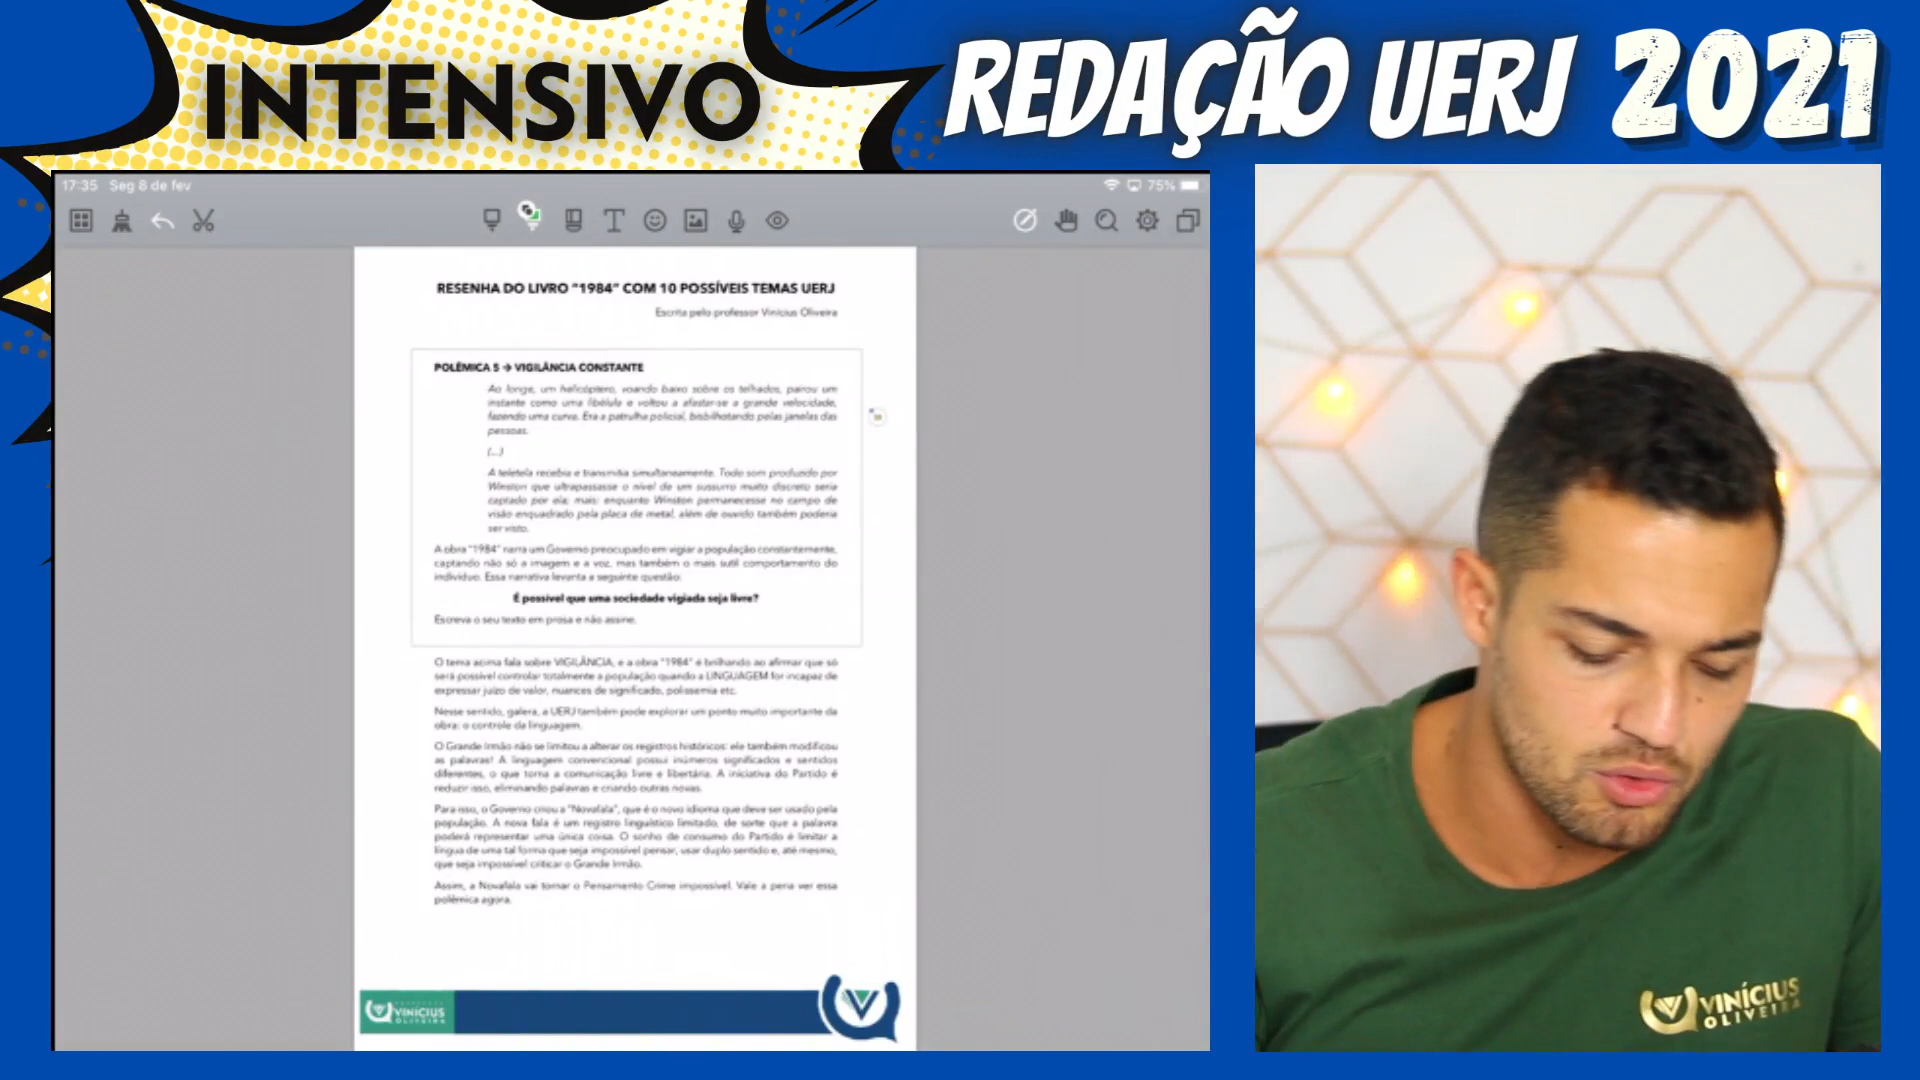 INTENSIVO
REDAÇÃO UERJ 2021
17:35 Seg 8 de fev
75%
RESENHA DO LIVRO "1984" COM 10 POSSÍVEIS TEMAS UERJ
Escrita pelo professor Vinícius Oliveira
POLÊMICA 5 → VIGILÂNCIA CONSTANTE
Ao longe, um helicóptero, voando baixo sobre os telhados, pairou um
instante como uma libélula e voltou a afastar-se a grande velocidade,
fazendo uma curva. Era a patrulha policial, bisbilhotando pelas janelas das
pessoas.
(...)
A teletela recebia e transmitia simultaneamente. Todo som produzido por
Winston que ultrapassasse o nível de um sussurro muito discreto seria
captado por ela; mais: enquanto Winston permanecesse no campo de
visão enquadrado pela placa de metal, além de ouvido também poderia
ser visto.
A obra "1984" narra um Governo preocupado em vigiar a população constantemente,
captando não só a imagem e a voz, mas também o mais sutil comportamento do
indivíduo. Essa narrativa levanta a seguinte questão:
É possível que uma sociedade vigiada seja livre?
Escreva o seu texto em prosa e não assine.
O tema acima fala sobre VIGILÂNCIA, e a obra "1984" é brilhando ao afirmar que só
será possível controlar totalmente a população quando a LINGUAGEM for incapaz de
expressar juízo de valor, nuances de significado, polissemia etc.
Nesse sentido, galera, a UERJ também pode explorar um ponto muito importante da
obra: o controle da linguagem.
O Grande Irmão não se limitou a alterar os registros históricos: ele também modificou
as palavras! A linguagem convencional possui inúmeros significados e sentidos
diferentes, o que torna a comunicação livre e libertária. A iniciativa do Partido é
reduzir isso, eliminando palavras e criando outras novas.
Para isso, o Governo criou a "Novafala", que é o novo idioma que deve ser usado pela
população. A nova fala é um registro linguístico limitado, de sorte que a palavra
poderá representar uma única coisa. O sonho de consumo do Partido é limitar a
língua de uma tal forma que seja impossível pensar, usar duplo sentido e, até mesmo,
que seja impossível criticar o Grande Irmão.
Assim, a Novafala vai tornar o Pensamento Crime impossível. Vale a pena ver essa
polêmica agora.
VINÍCIUS
OLIVEIRA
VINÍCIUS
OLIVEIRA